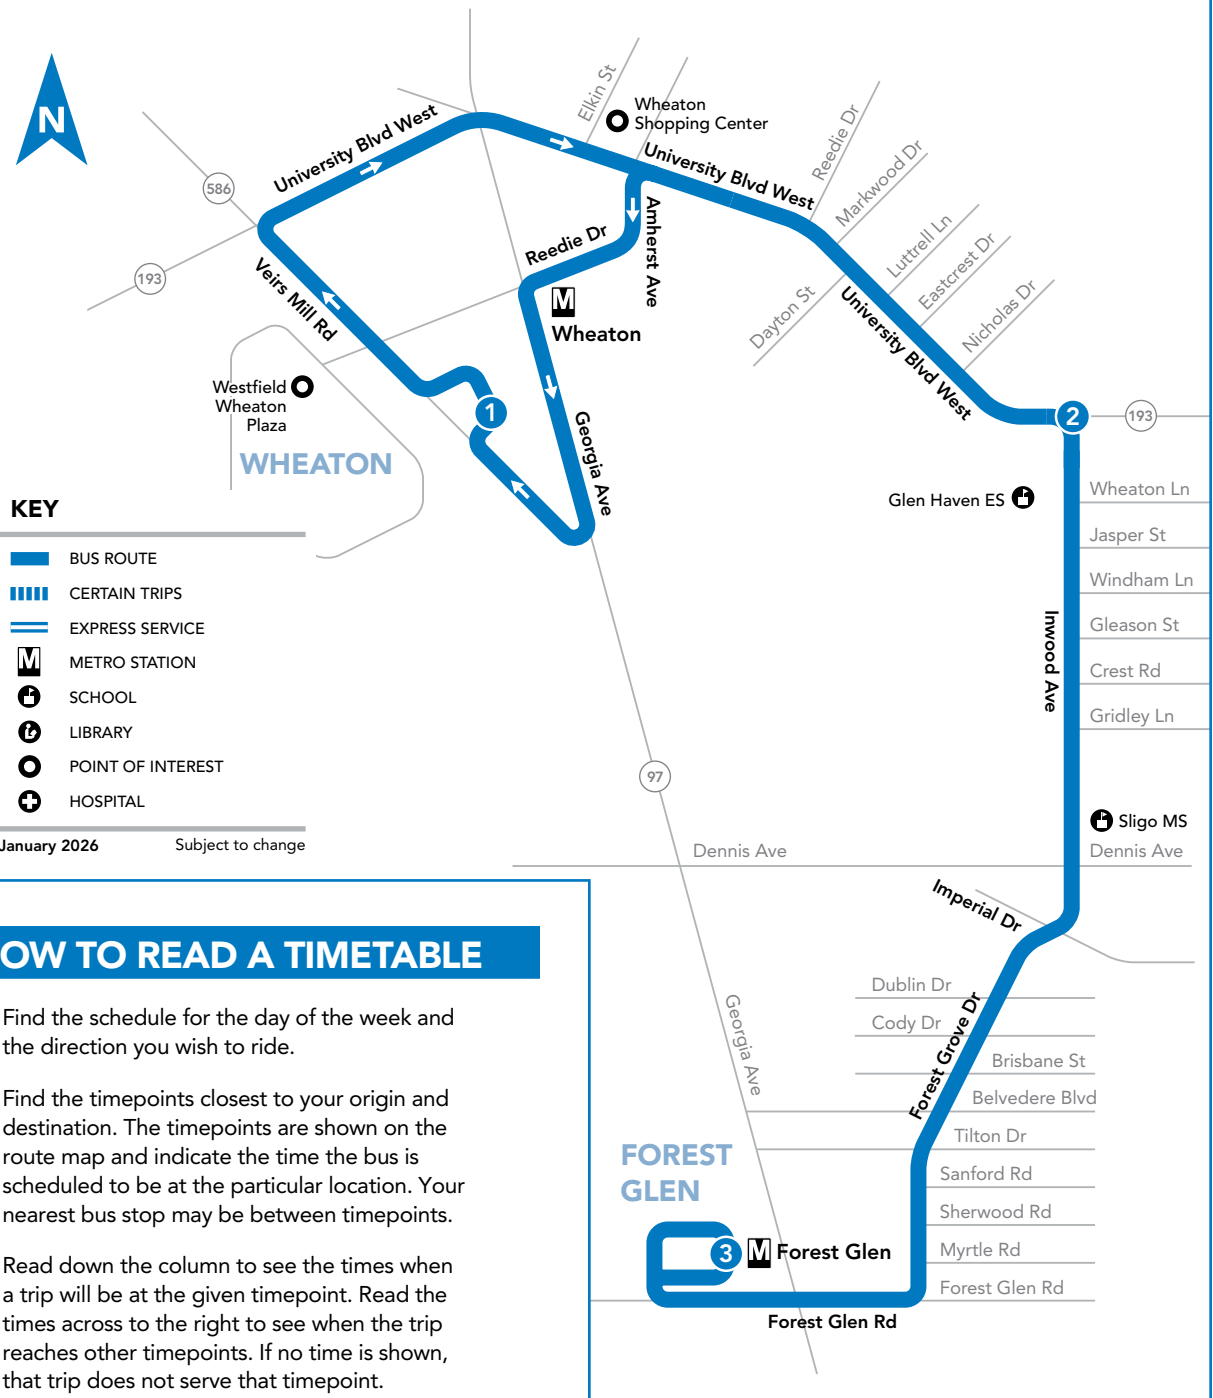 N
Elkin St
Wheaton
Shopping Center
University Blvd West
University Blvd West
Reedie Dr
Markwood Dr
586
Luttrell Ln
Amherst Ave
Reedie Dr
Eastcrest Dr
193
Veirs Mill Rd
Nicholas Dr
Dayton St
M
Wheaton
University Blvd West
Westfield
Wheaton
Plaza
1
2
193
WHEATON
Georgia Ave
Wheaton Ln
Glen Haven ES
KEY
BUS ROUTE
CERTAIN TRIPS
EXPRESS SERVICE
M
METRO STATION
SCHOOL
LIBRARY
POINT OF INTEREST
HOSPITAL
January 2026
Subject to change
Jasper St
Windham Ln
Gleason St
Inwood Ave
Crest Rd
Gridley Ln
97
Sligo MS
Dennis Ave
Dennis Ave
Imperial Dr
OW TO READ A TIMETABLE
Find the schedule for the day of the week and
the direction you wish to ride.
Find the timepoints closest to your origin and
destination. The timepoints are shown on the
route map and indicate the time the bus is
scheduled to be at the particular location. Your
nearest bus stop may be between timepoints.
Read down the column to see the times when
a trip will be at the given timepoint. Read the
times across to the right to see when the trip
reaches other timepoints. If no time is shown,
that trip does not serve that timepoint.
Dublin Dr
Georgia Ave
Cody Dr
Forest Grove Dr
Brisbane St
Belvedere Blvd
Tilton Dr
FOREST
GLEN
Sanford Rd
Sherwood Rd
3
M
Forest Glen
Myrtle Rd
Forest Glen Rd
Forest Glen Rd